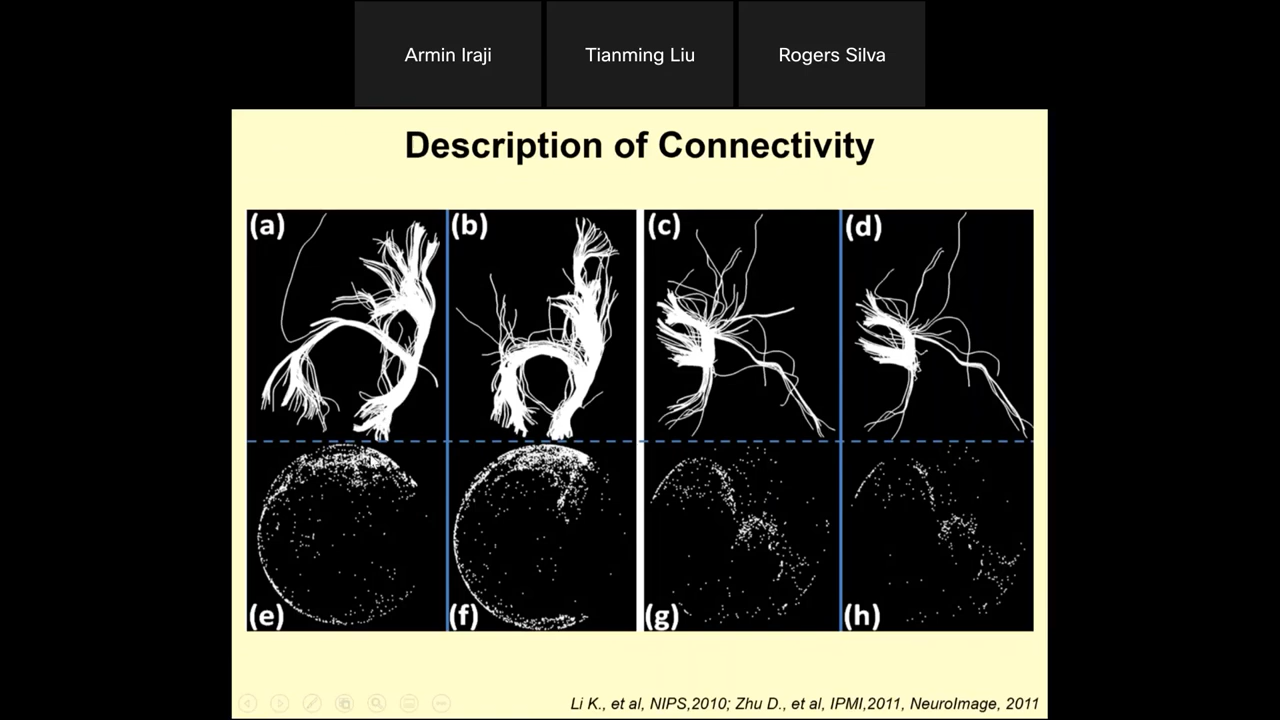 Armin Iraji
Tianming Liu
Rogers Silva
Description of Connectivity
(a)
(b)
(c)
(d)
(e)
(f)
(g)
(h)
Li K., et al, NIPS,2010; Zhu D., et al, IPMI,2011, NeuroImage, 2011